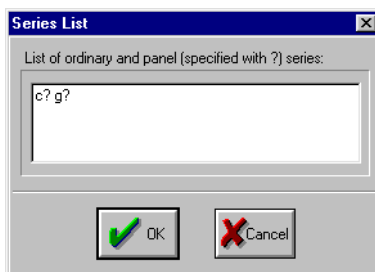 Series List
List of ordinary and panel (specified with ?) series:
c? g?
OK
Cancel